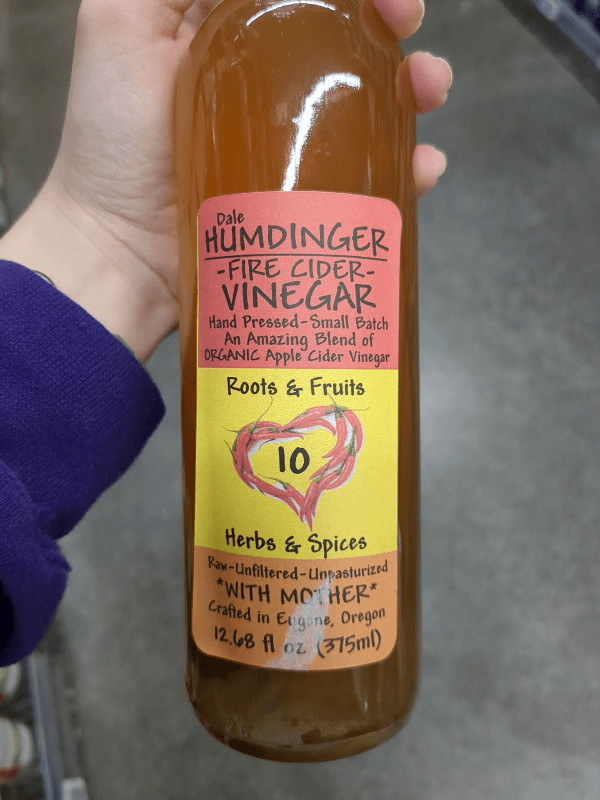 Dale
HUMDINGER
-FIRE CIDER-
VINEGAR
Hand Pressed-Small Batch
An Amazing Blend of
ORGANIC Apple Cider Vinegar
Roots & Fruits
10
Herbs & Spices
Raw-Unfiltered-Unpasturized
*WITH MOTHER*
Crafted in Eugene, Oregon
12.68 fl oz (375ml)